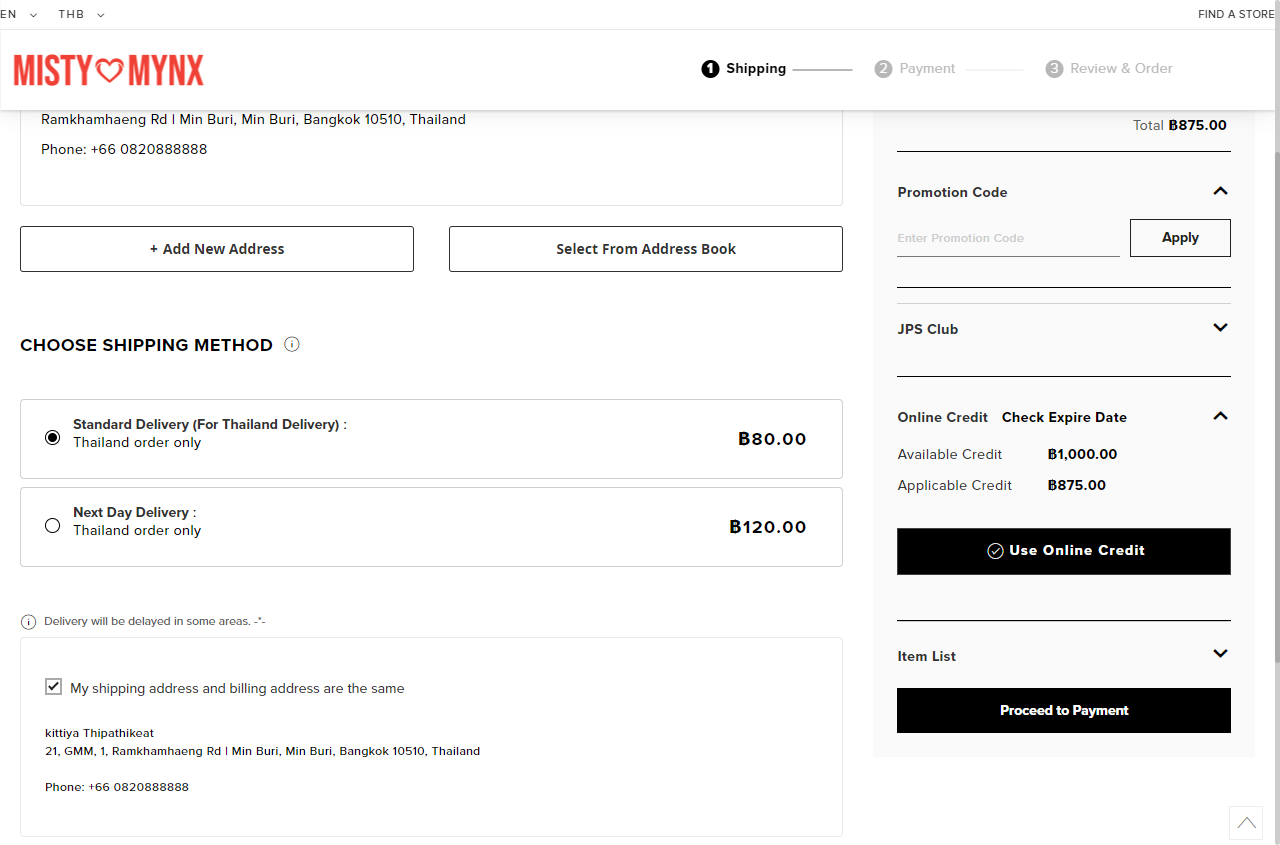 EN THB FIND A STORE
MISTY MYNX
1 Shipping 2 Payment 3 Review & Order
Ramkhamhaeng Rd | Min Buri, Min Buri, Bangkok 10510, Thailand
Phone: +66 0820888888
+ Add New Address
Select From Address Book
CHOOSE SHIPPING METHOD
Standard Delivery (For Thailand Delivery) :
Thailand order only
฿80.00
Next Day Delivery :
Thailand order only
฿120.00
Delivery will be delayed in some areas. -*-
My shipping address and billing address are the same
kittiya Thipathikeat
21, GMM, 1, Ramkhamhaeng Rd | Min Buri, Min Buri, Bangkok 10510, Thailand
Phone: +66 0820888888
Total ฿875.00
Promotion Code
Enter Promotion Code
Apply
JPS Club
Online Credit Check Expire Date
Available Credit ฿1,000.00
Applicable Credit ฿875.00
Use Online Credit
Item List
Proceed to Payment